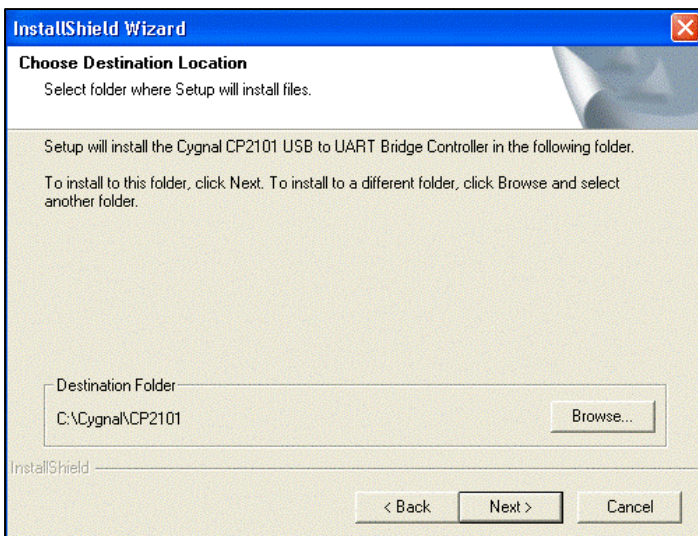 InstallShield Wizard
Choose Destination Location
Select folder where Setup will install files.
Setup will install the Cygnal CP2101 USB to UART Bridge Controller in the following folder.
To install to this folder, click Next. To install to a different folder, click Browse and select
another folder.
Destination Folder
C:\Cygnal\CP2101
Browse...
InstallShield
< Back
Next >
Cancel